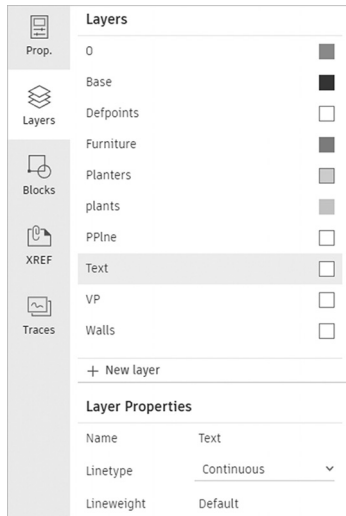 Layers
Prop.
0
Base
Layers
Defpoints
Furniture
Planters
Blocks
plants
PPlne
XREF
Text
VP
Traces
Walls
+ New layer
Layer Properties
Name Text
Linetype Continuous
Lineweight Default